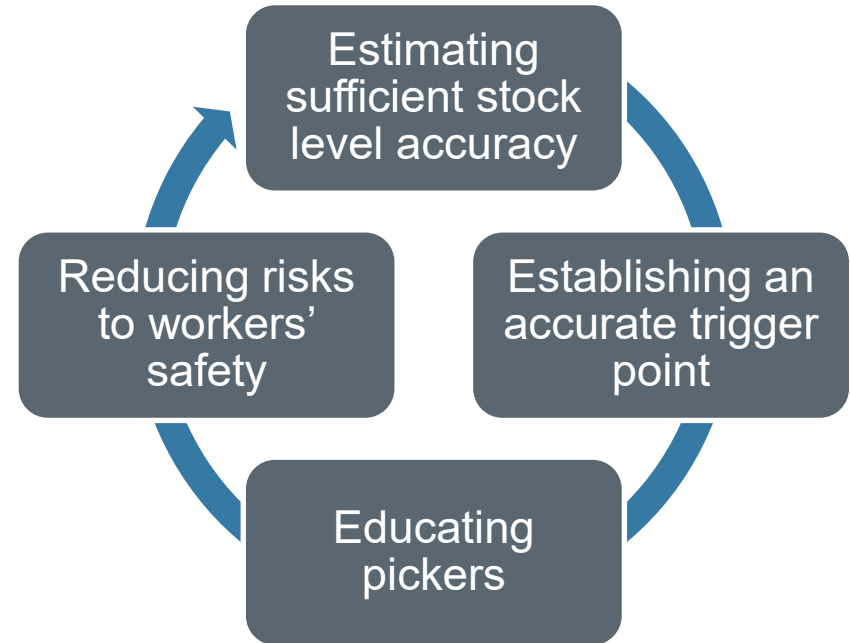 Estimating
sufficient stock
level accuracy
Establishing an
accurate trigger
point
Educating
pickers
Reducing risks
to workers’
safety